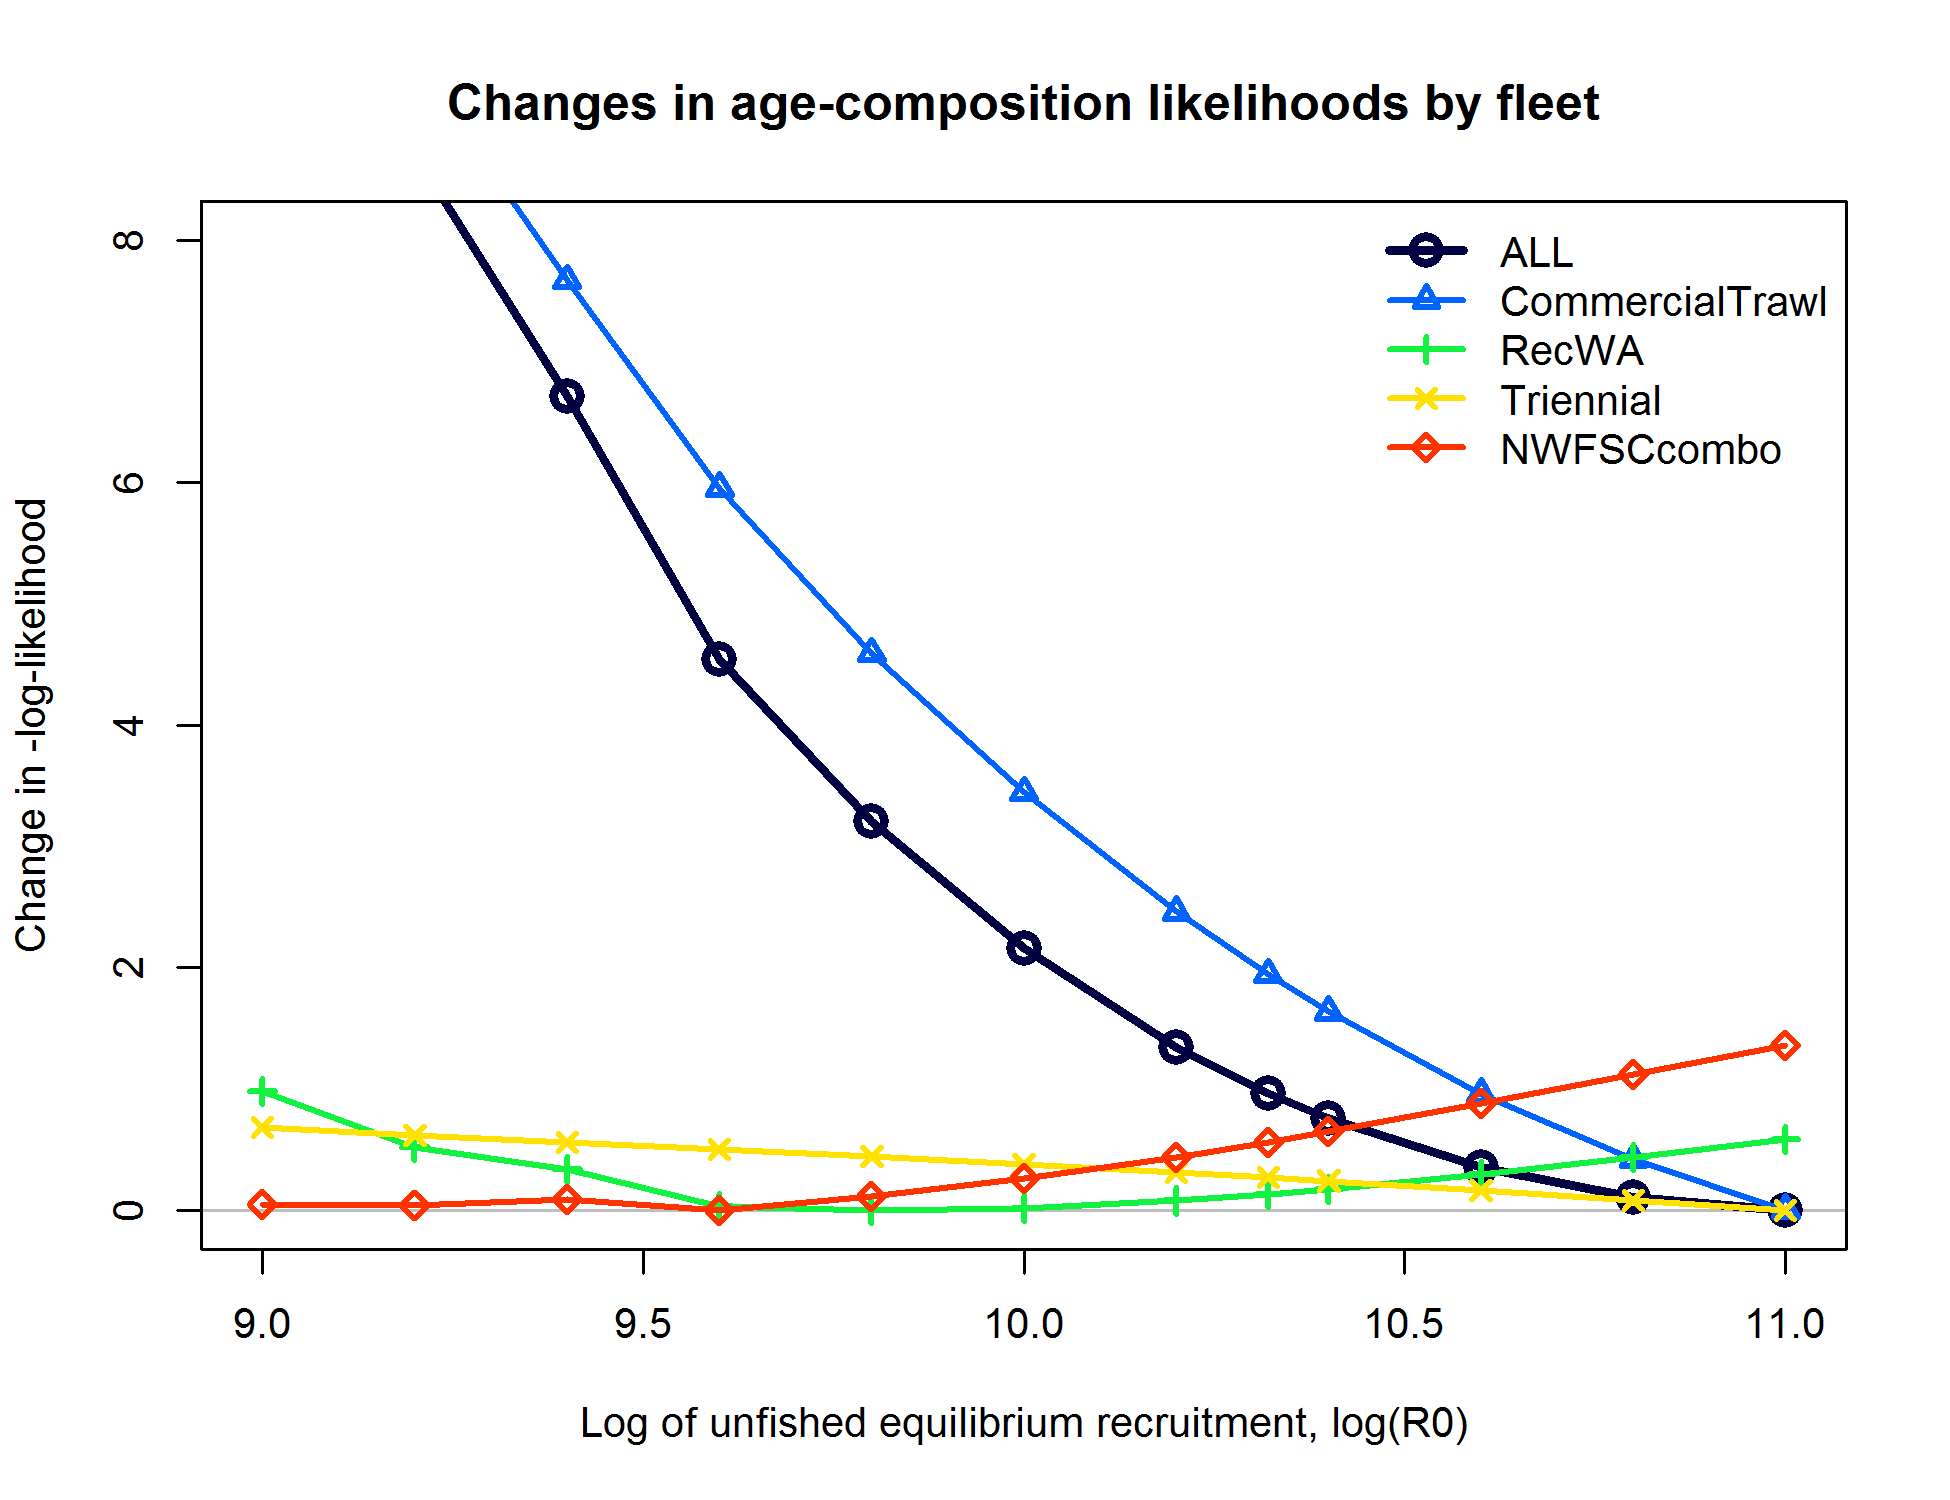 Changes in age-composition likelihoods by fleet
ALL
CommercialTrawl
RecWA
Triennial
NWFSCcombo
Change in -log-likelihood
8
6
4
2
0
9.0 9.5 10.0 10.5 11.0
Log of unfished equilibrium recruitment, log(R0)